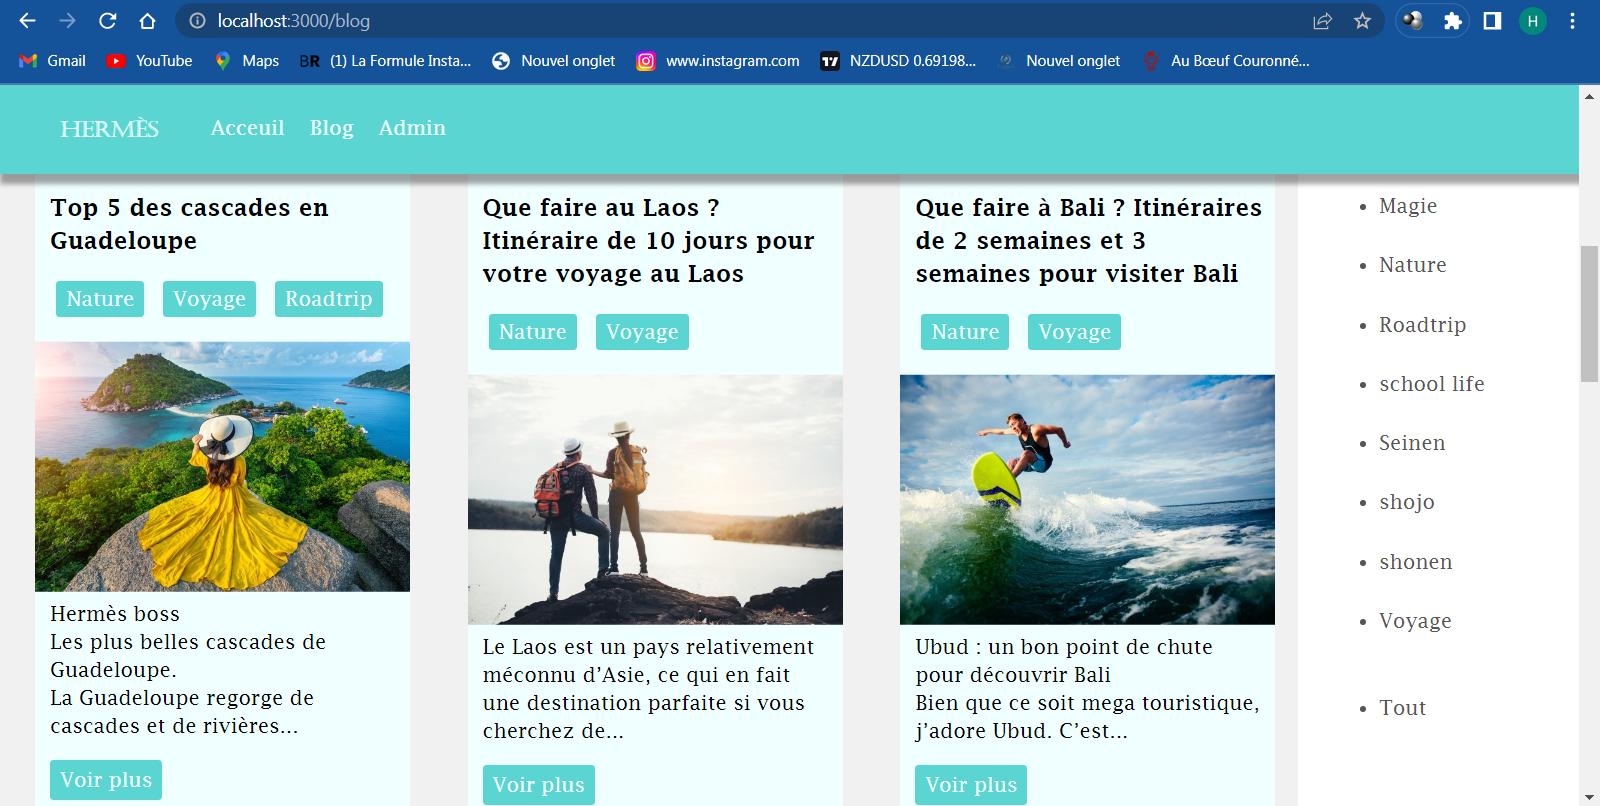 localhost:3000/blog
H
Gmail
YouTube
Maps
BR (1) La Formule Insta...
Nouvel onglet
www.instagram.com
NZDUSD 0.69198...
Nouvel onglet
Au Bœuf Couronné...
HERMÈS
Acceuil
Blog
Admin
Top 5 des cascades en
Guadeloupe
Nature
Voyage
Roadtrip
Hermès boss
Les plus belles cascades de
Guadeloupe.
La Guadeloupe regorge de
cascades et de rivières...
Voir plus
Que faire au Laos ?
Itinéraire de 10 jours pour
votre voyage au Laos
Nature
Voyage
Le Laos est un pays relativement
méconnu d’Asie, ce qui en fait
une destination parfaite si vous
cherchez de...
Voir plus
Que faire à Bali ? Itinéraires
de 2 semaines et 3
semaines pour visiter Bali
Nature
Voyage
Ubud : un bon point de chute
pour découvrir Bali
Bien que ce soit mega touristique,
j’adore Ubud. C’est...
Voir plus
Magie
Nature
Roadtrip
school life
Seinen
shojo
shonen
Voyage
Tout